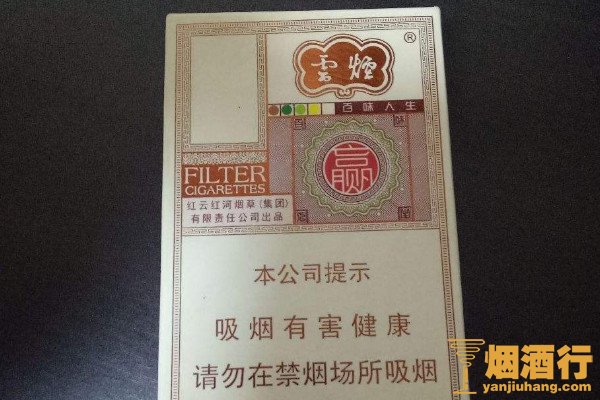 雲煙
®
百味人生
赢
FILTER
CIGARETTES
红云红河烟草(集团)
有限责任公司出品
本公司提示
吸烟有害健康
请勿在禁烟场所吸烟
烟酒行
yanjiuhang.com